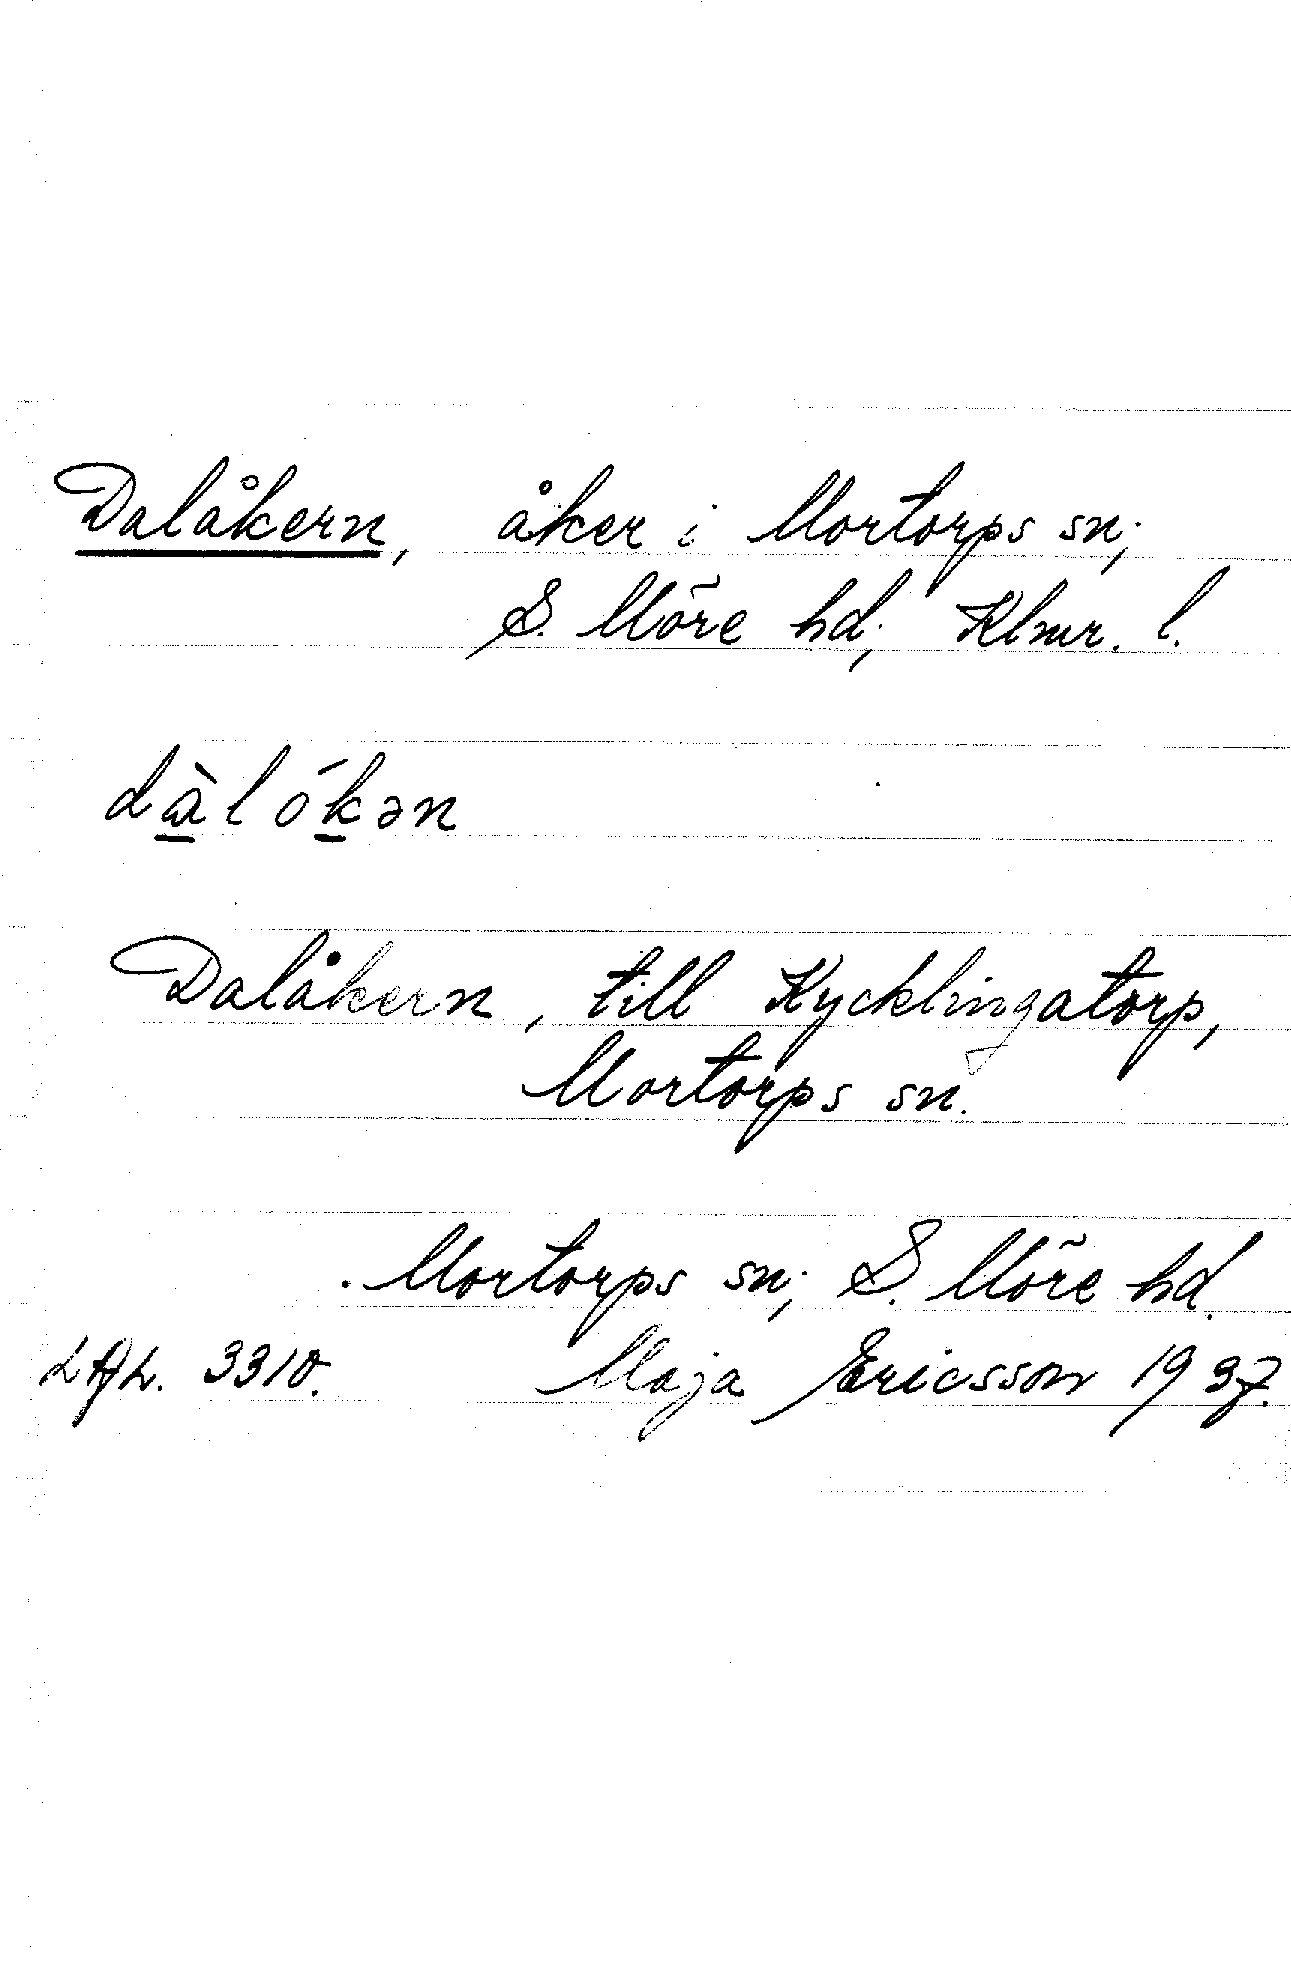 Dalåkern, åker i Mortorps sn;
S. Möre hd; Klmr. l.
dàlókən
Dalåkern, till Kycklingatorp,
Mortorps sn.
Mortorps sn; S. Möre hd.
3310. Maja Ericsson 1937.